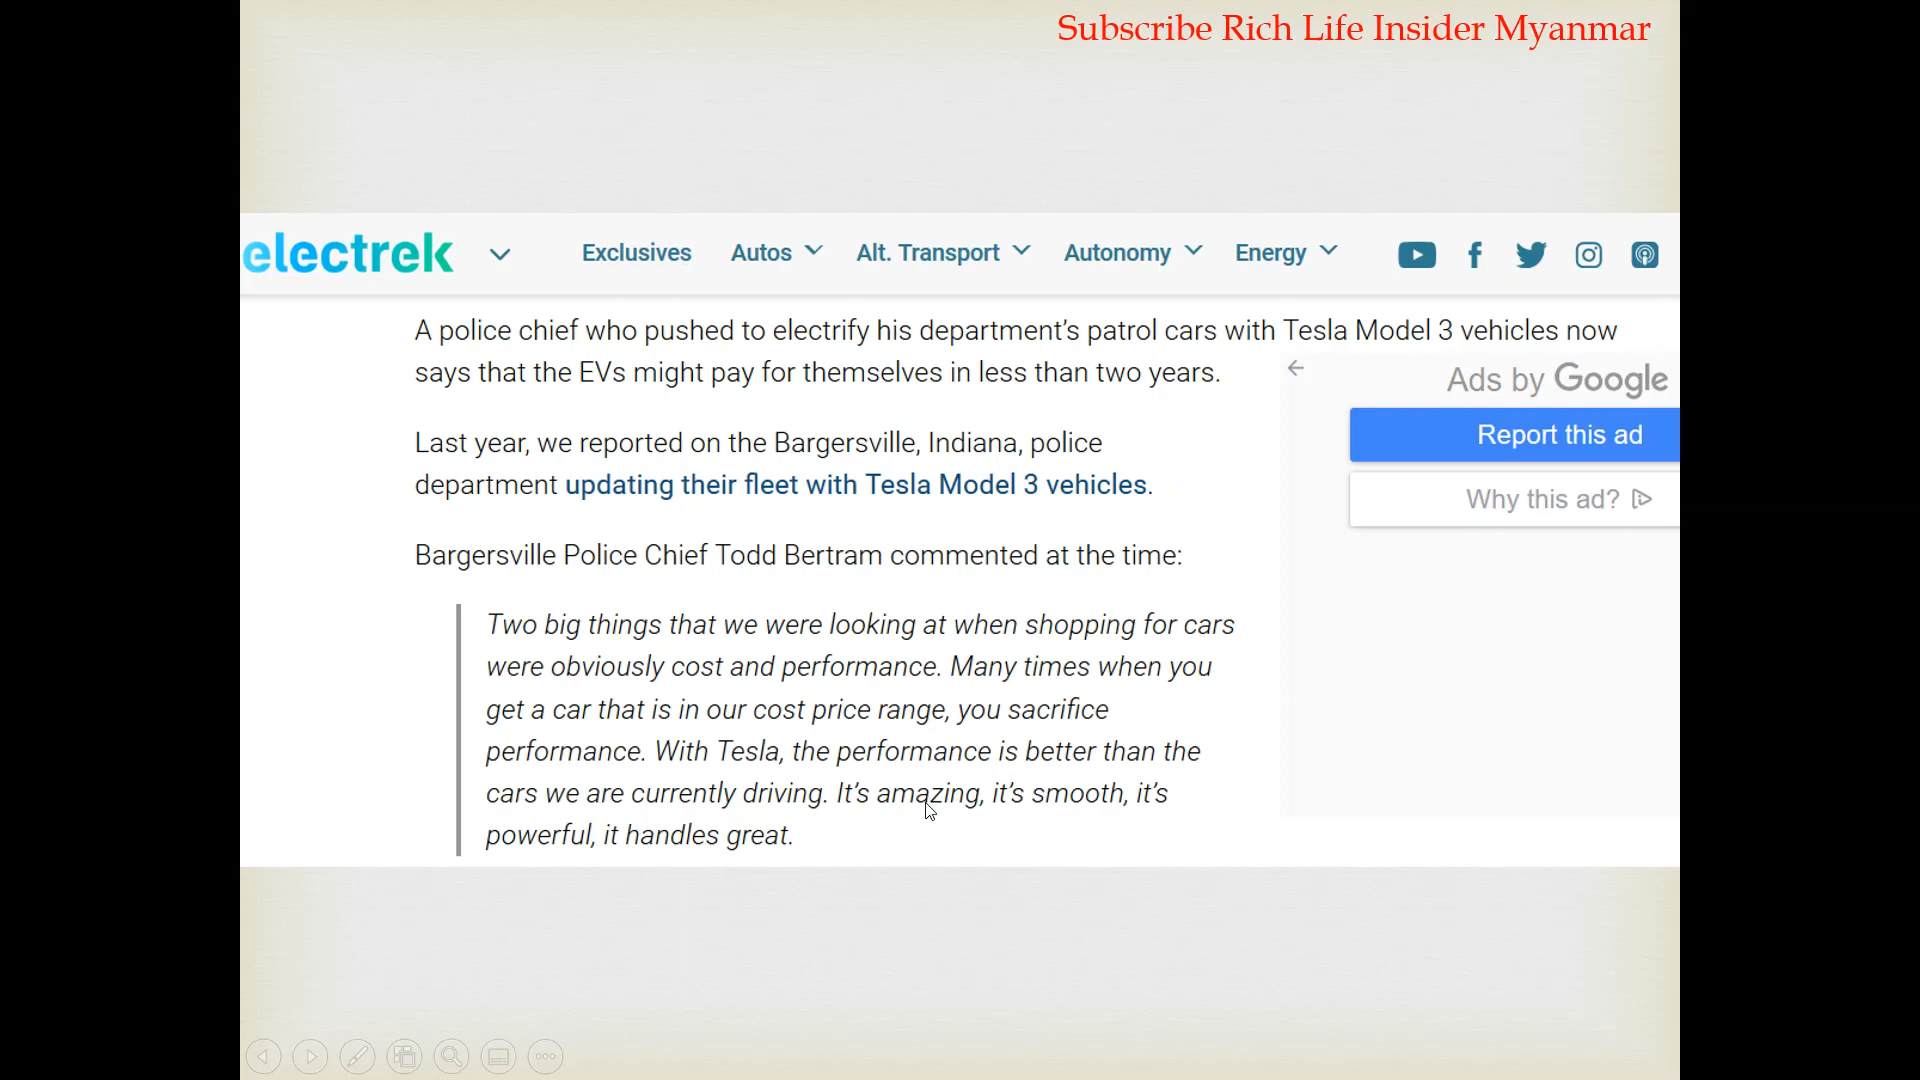 Subscribe Rich Life Insider Myanmar
electrek Exclusives Autos Alt. Transport Autonomy Energy
A police chief who pushed to electrify his department’s patrol cars with Tesla Model 3 vehicles now
says that the EVs might pay for themselves in less than two years.
Ads by Google
Report this ad
Why this ad?
Last year, we reported on the Bargersville, Indiana, police
department updating their fleet with Tesla Model 3 vehicles.
Bargersville Police Chief Todd Bertram commented at the time:
Two big things that we were looking at when shopping for cars
were obviously cost and performance. Many times when you
get a car that is in our cost price range, you sacrifice
performance. With Tesla, the performance is better than the
cars we are currently driving. It’s amazing, it’s smooth, it’s
powerful, it handles great.